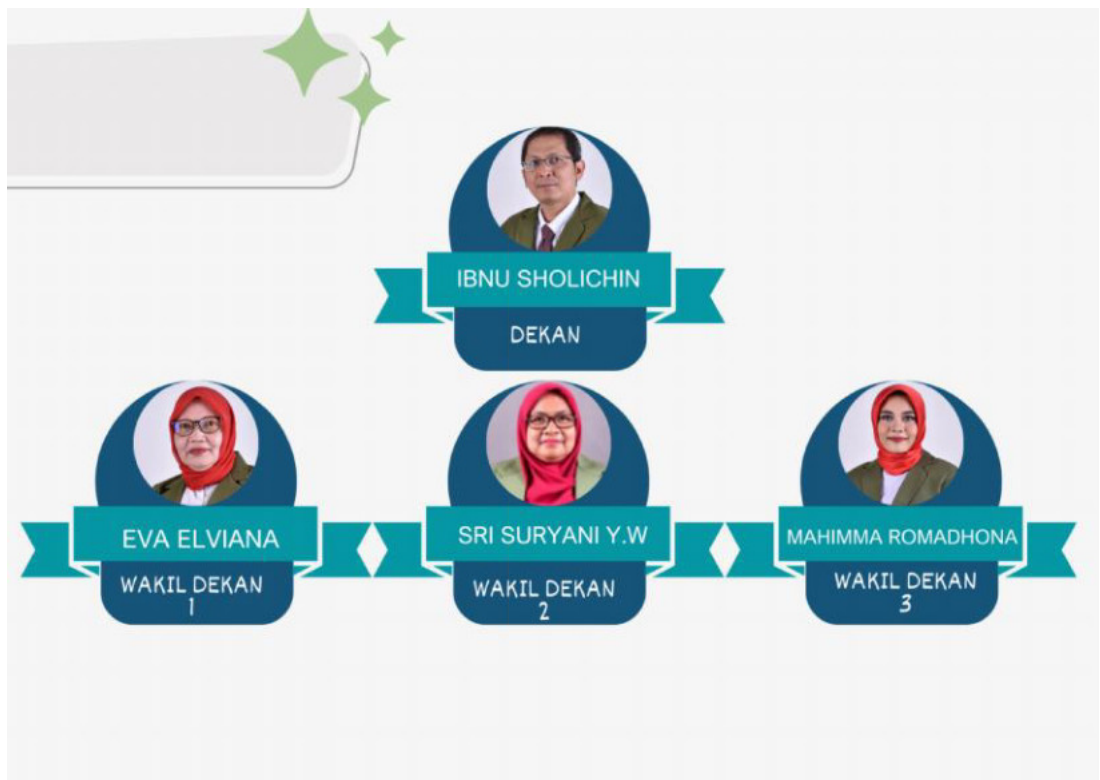 IBNU SHOLICHIN
DEKAN
EVA ELVIANA
WAKIL DEKAN
1
SRI SURYANI Y.W
WAKIL DEKAN
2
MAHIMMA ROMADHONA
WAKIL DEKAN
3